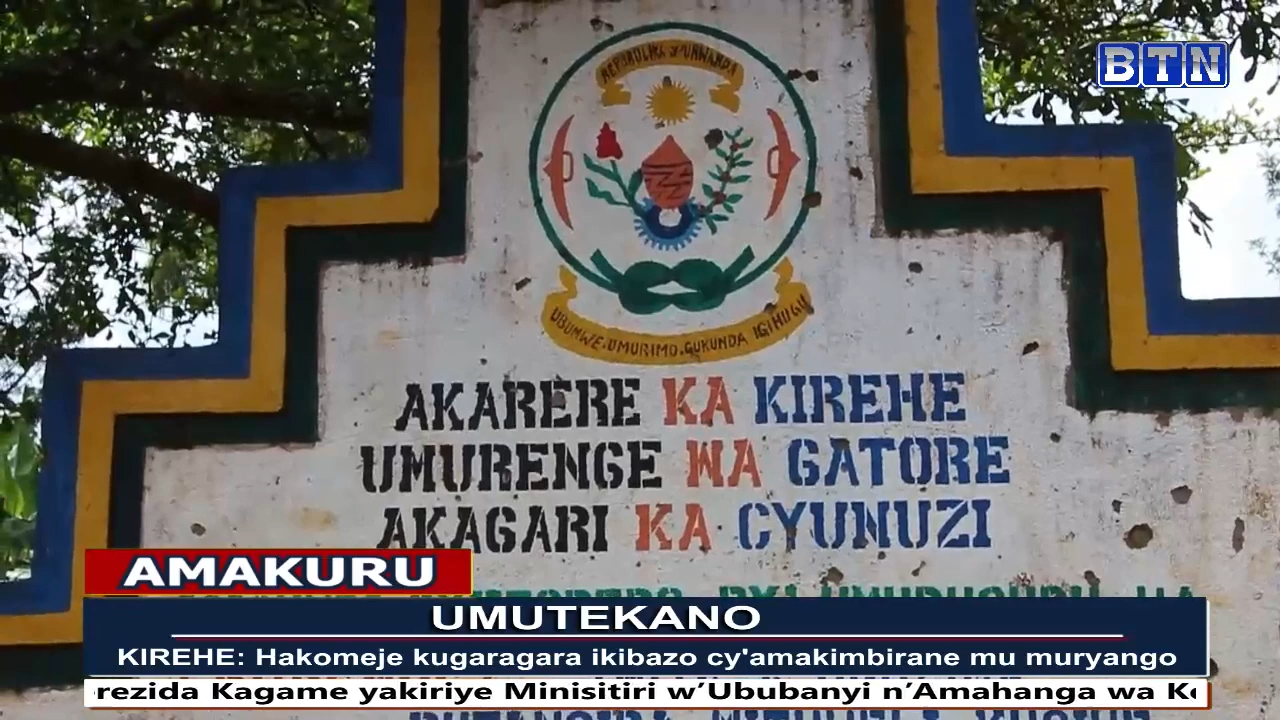 BTN
REPUBULIKA Y'U RWANDA
UBUMWE.UMURIMO.GUKUNDA IGIHUGU
AKARERE KA KIREHE
UMURENGE WA GATORE
AKAGARI KA CYUNUZI
AMAKURU
UMUTEKANO
KIREHE: Hakomeje kugaragara ikibazo cy'amakimbirane mu muryango
rezida Kagame yakiriye Minisitiri w’Ububanyi n’Amahanga wa